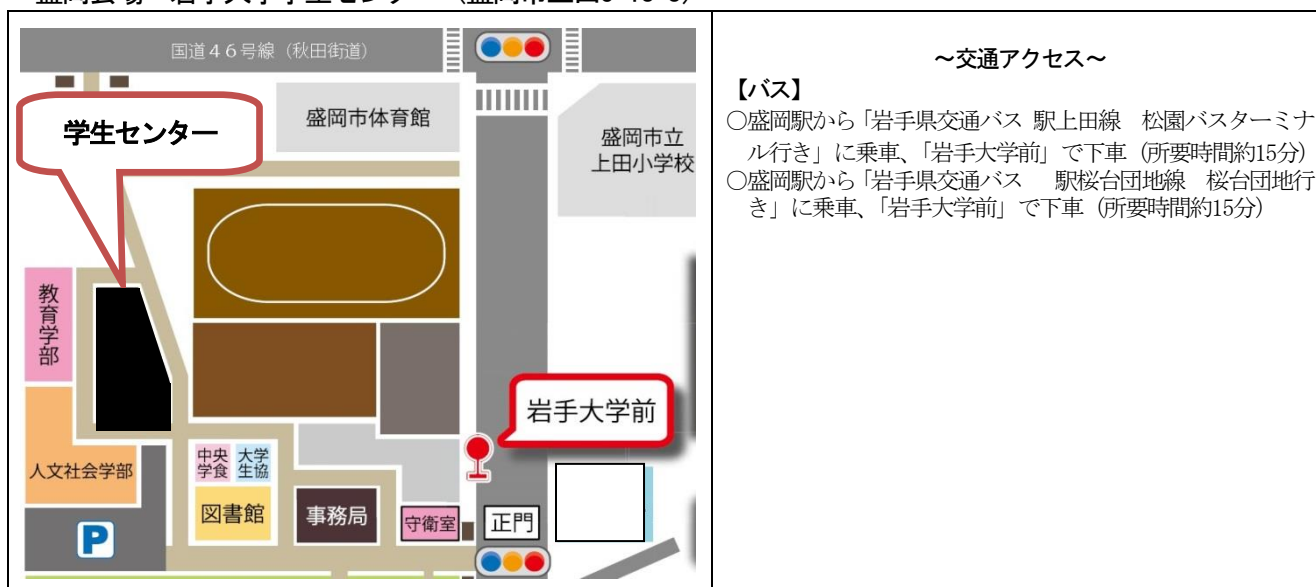 国道46号線（秋田街道）
学生センター
盛岡市体育館
盛岡市立
上田小学校
教育学部
岩手大学前
人文社会学部
中央
学食
大学
生協
図書館
事務局
守衛室
正門
P
～交通アクセス～
【バス】
○盛岡駅から「岩手県交通バス 駅上田線　松園バスターミナ
ル行き」に乗車、「岩手大学前」で下車（所要時間約15分）
○盛岡駅から「岩手県交通バス　駅桜台団地線　桜台団地行
き」に乗車、「岩手大学前」で下車（所要時間約15分）